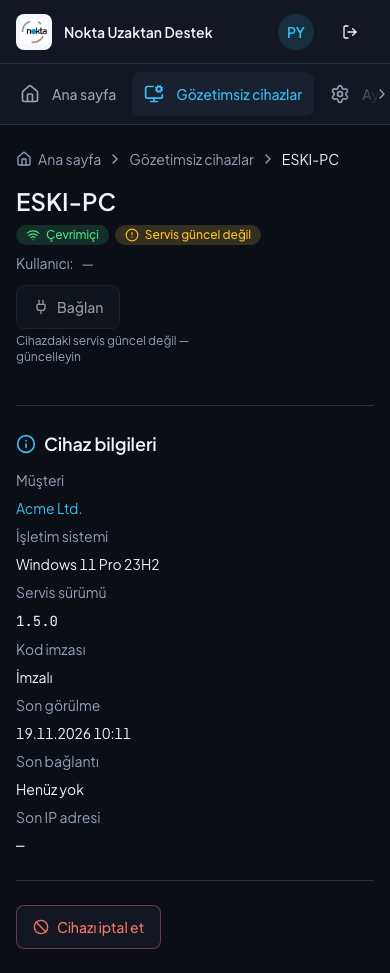 nokta
Nokta Uzaktan Destek
PY
Ana sayfa
Gözetimsiz cihazlar
Ay
Ana sayfa > Gözetimsiz cihazlar > ESKI-PC
ESKI-PC
Çevrimiçi
Servis güncel değil
Kullanıcı: —
Bağlan
Cihazdaki servis güncel değil —
güncelleyin
Cihaz bilgileri
Müşteri
Acme Ltd.
İşletim sistemi
Windows 11 Pro 23H2
Servis sürümü
1.5.0
Kod imzası
İmzalı
Son görülme
19.11.2026 10:11
Son bağlantı
Henüz yok
Son IP adresi
—
Cihazı iptal et